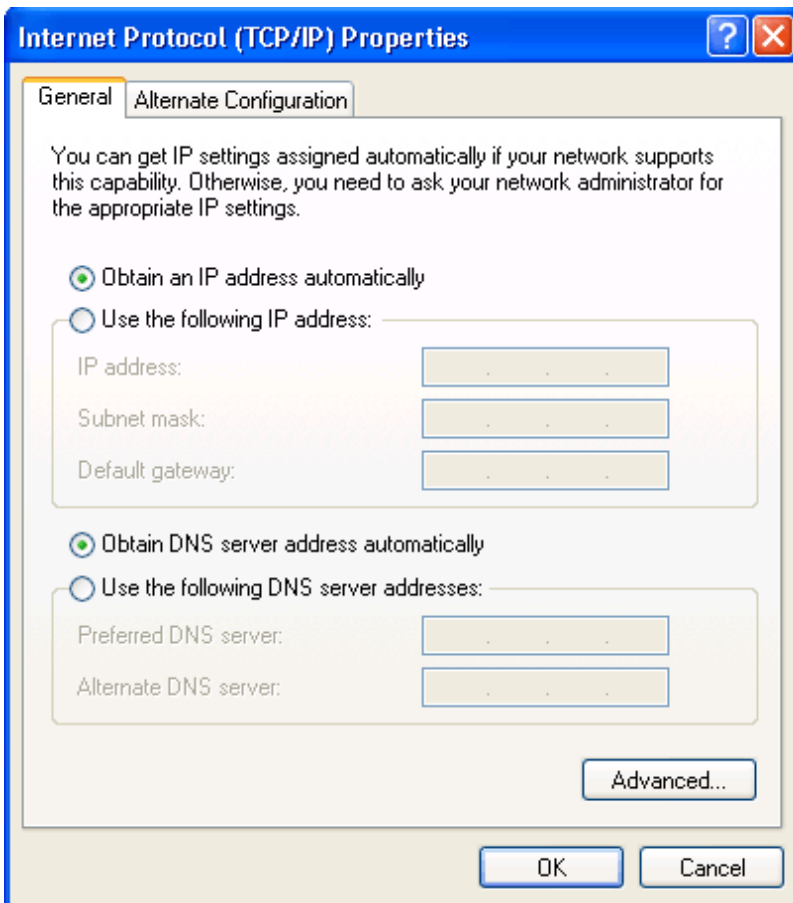 Internet Protocol (TCP/IP) Properties
General
Alternate Configuration
You can get IP settings assigned automatically if your network supports
this capability. Otherwise, you need to ask your network administrator for
the appropriate IP settings.
Obtain an IP address automatically
Use the following IP address:
IP address:
Subnet mask:
Default gateway:
Obtain DNS server address automatically
Use the following DNS server addresses:
Preferred DNS server:
Alternate DNS server:
Advanced...
OK
Cancel